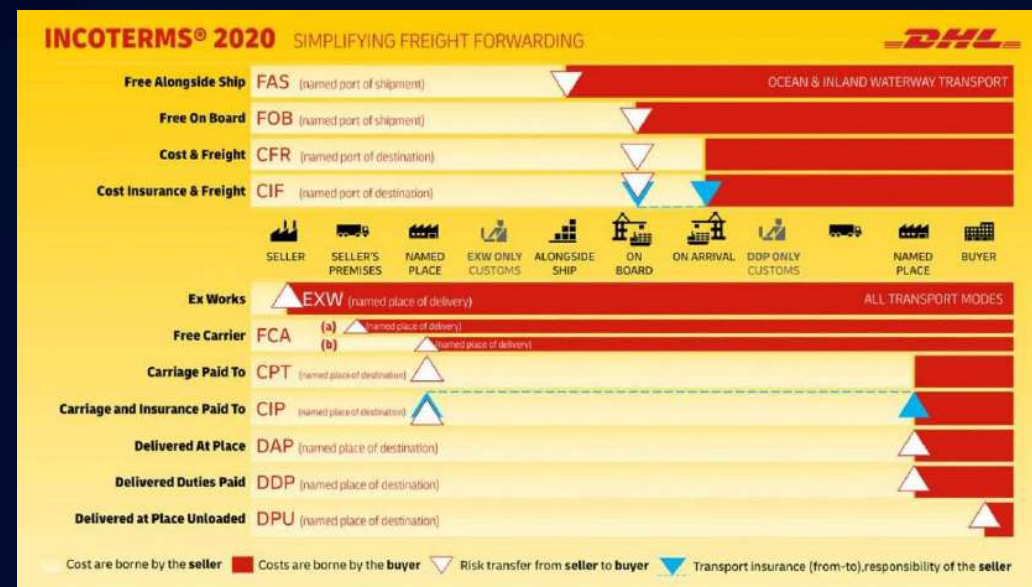 INCOTERMS® 2020 SIMPLIFYING FREIGHT FORWARDING
DHL
Free Alongside Ship FAS (named port of shipment) OCEAN & INLAND WATERWAY TRANSPORT
Free On Board FOB (named port of shipment)
Cost & Freight CFR (named port of destination)
Cost Insurance & Freight CIF (named port of destination)
SELLER SELLER'S PREMISES NAMED PLACE EXW ONLY CUSTOMS ALONGSIDE SHIP ON BOARD ON ARRIVAL DDP ONLY CUSTOMS NAMED PLACE BUYER
Ex Works EXW (named place of delivery) ALL TRANSPORT MODES
Free Carrier FCA (a) (named place of delivery)
(b) (named place of delivery)
Carriage Paid To CPT (named place of destination)
Carriage and Insurance Paid To CIP (named place of destination)
Delivered At Place DAP (named place of destination)
Delivered Duties Paid DDP (named place of destination)
Delivered at Place Unloaded DPU (named place of destination)
Cost are borne by the seller Costs are borne by the buyer Risk transfer from seller to buyer Transport insurance (from-to),responsibility of the seller